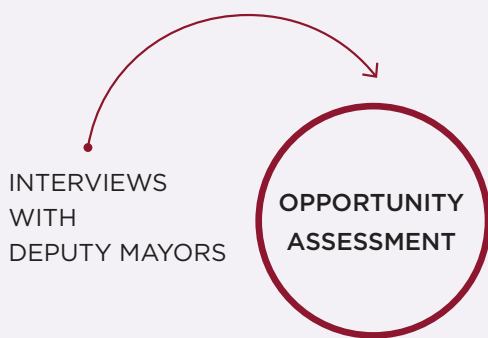 INTERVIEWS
WITH
DEPUTY MAYORS
OPPORTUNITY
ASSESSMENT